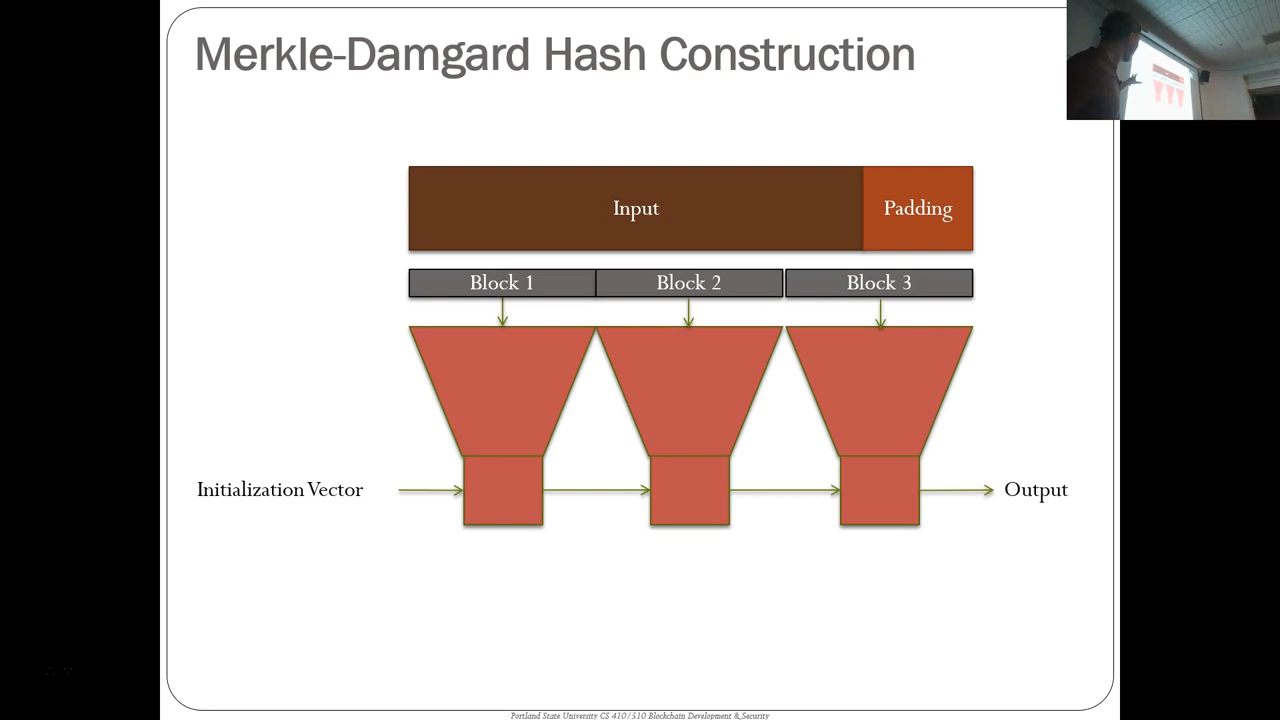 Merkle-Damgard Hash Construction
Input
Padding
Block 1
Block 2
Block 3
Initialization Vector
Output
Portland State University CS 410/510 Blockchain Development & Security